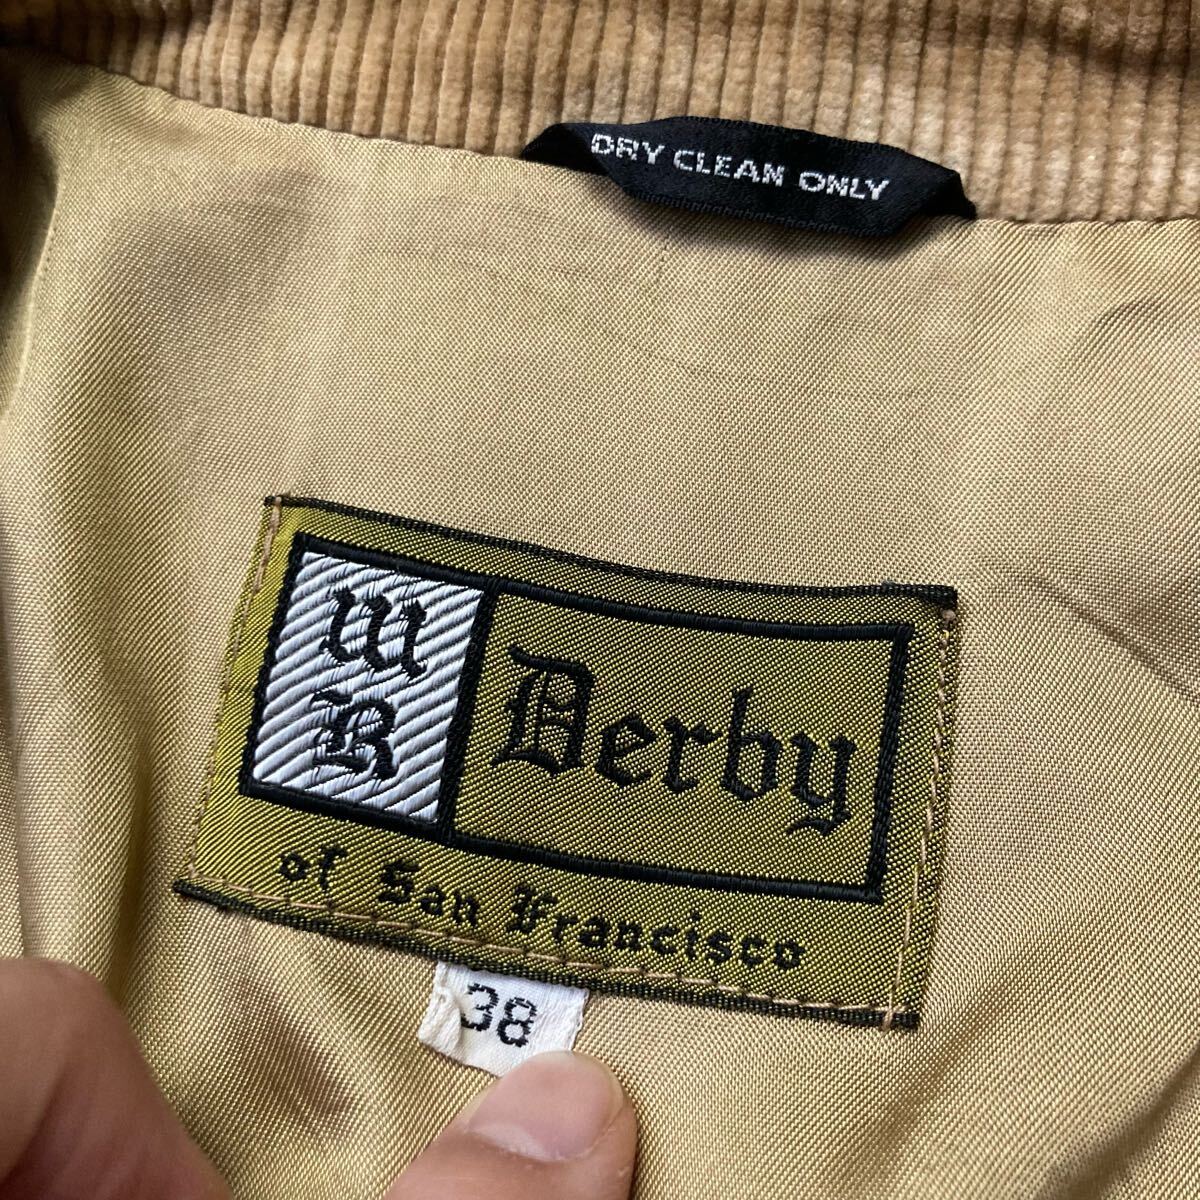 DRY CLEAN ONLY
W
R
Derby
of San Francisco
38